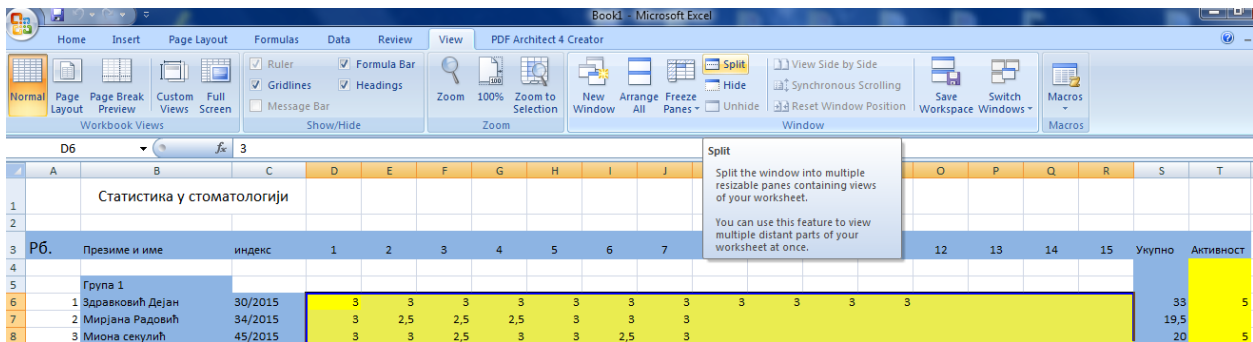 Book1 - Microsoft Excel
Home Insert Page Layout Formulas Data Review View PDF Architect 4 Creator
Normal Page Layout Page Break Preview Custom Views Full Screen
Workbook Views
Ruler Formula Bar
Gridlines Headings
Message Bar
Show/Hide
Zoom 100% Zoom to Selection
Zoom
New Window Arrange All Freeze Panes
Split View Side by Side
Hide Synchronous Scrolling
Unhide Reset Window Position
Save Workspace Switch Windows
Window
Macros
Macros
D6 fx 3
Split
Split the window into multiple
resizable panes containing views
of your worksheet.
You can use this feature to view
multiple distant parts of your
worksheet at once.
A B C D E F G H I J O P Q R S T
1 Статистика у стоматологији
2
3 Рб. Презиме и име индекс 1 2 3 4 5 6 7 12 13 14 15 Укупно Активност
4
5 Група 1
6 1 Здравковић Дејан 30/2015 3 3 3 3 3 3 3 3 3 3 3 33 5
7 2 Мирјана Радовић 34/2015 3 2,5 2,5 2,5 3 3 3 19,5
8 3 Миона секулић 45/2015 3 3 2,5 3 3 2,5 3 20 5